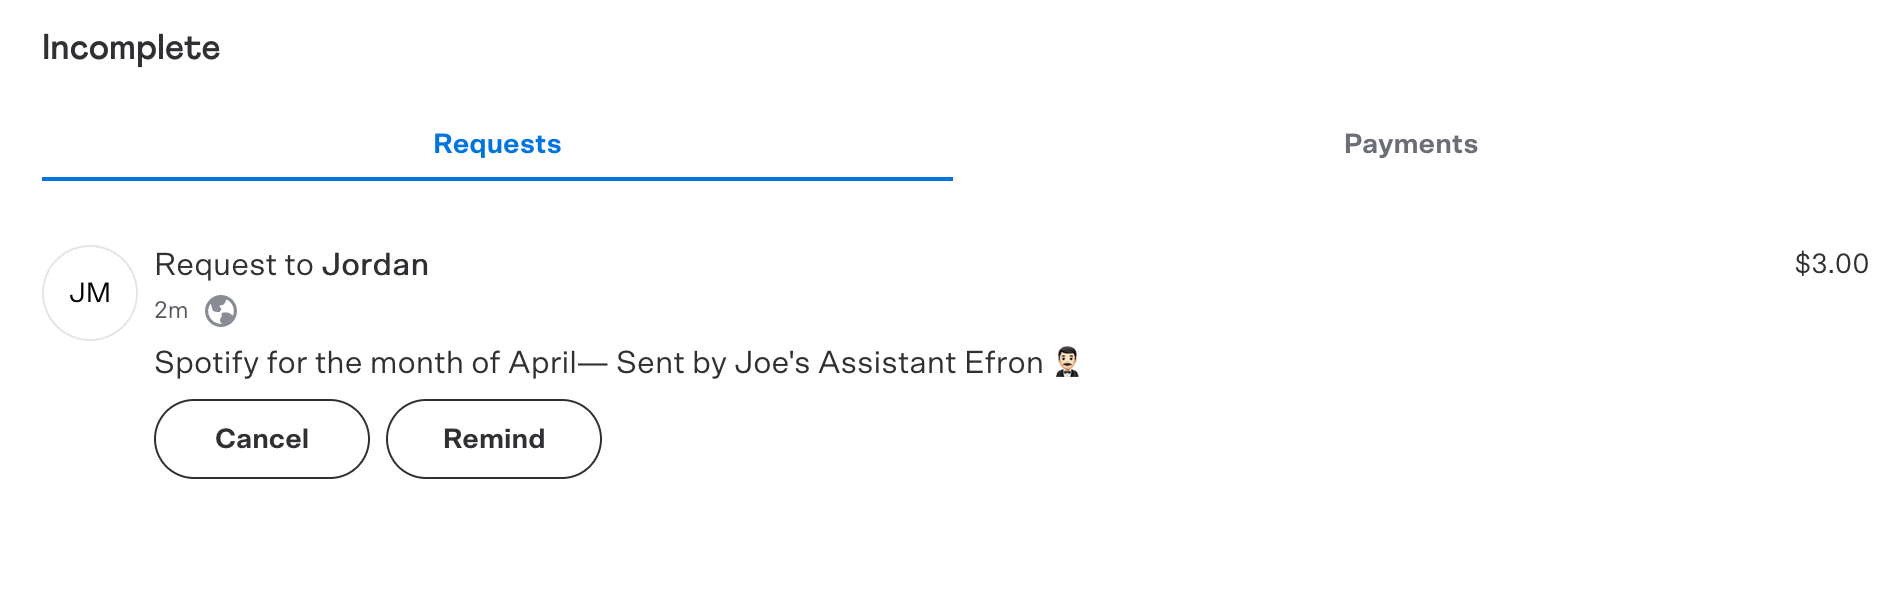 Incomplete
Requests
Payments
JM
Request to Jordan
$3.00
2m
Spotify for the month of April— Sent by Joe's Assistant Efron 🤵🏻‍♂️
Cancel
Remind